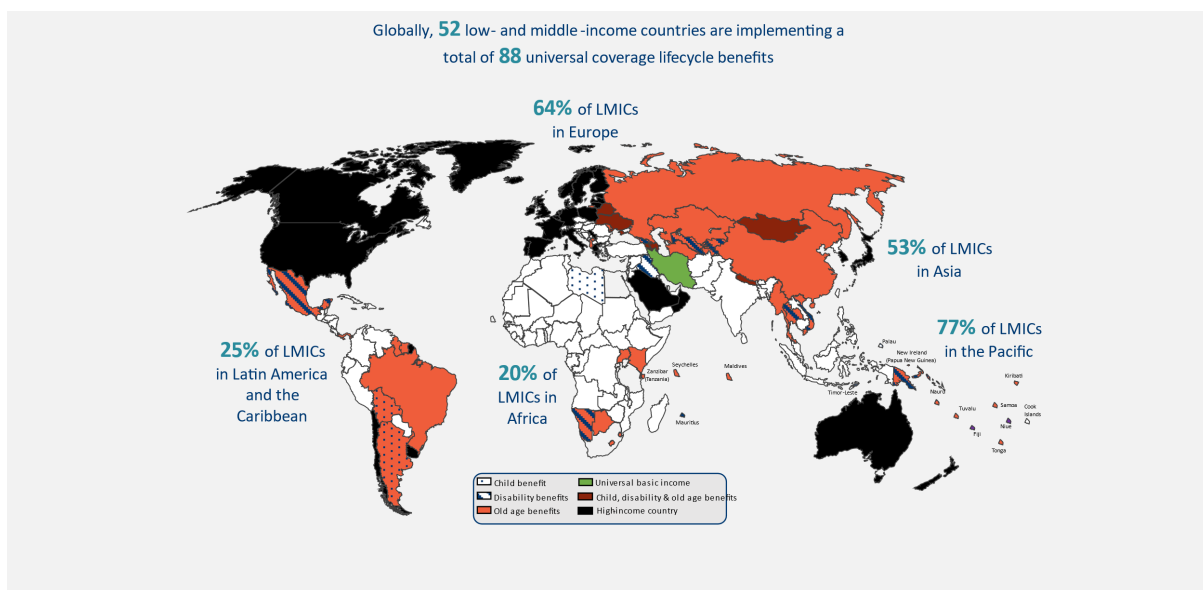 Globally, 52 low- and middle -income countries are implementing a
total of 88 universal coverage lifecycle benefits
64% of LMICs
in Europe
53% of LMICs
in Asia
77% of LMICs
in the Pacific
25% of LMICs
in Latin America
and the
Caribbean
20% of
LMICs in
Africa
Zanzibar
(Tanzania)
Seychelles
Maldives
Mauritius
Palau
New Ireland
(Papua New Guinea)
Timor-Leste
Kiribati
Nauru
Tuvalu
Samoa
Cook
Islands
Niue
Fiji
Tonga
Child benefit
Universal basic income
Disability benefits
Child, disability & old age benefits
Old age benefits
Highincome country